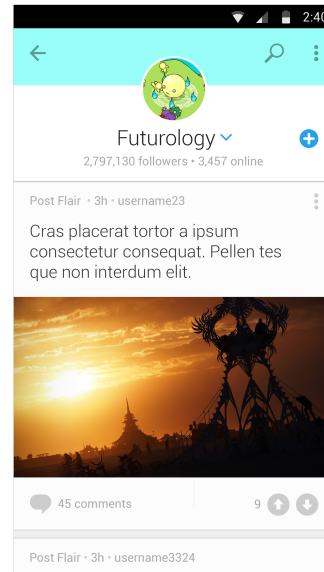 2:40
Futurology
2,797,130 followers • 3,457 online
Post Flair • 3h • username23
Cras placerat tortor a ipsum
consectetur consequat. Pellen tes
que non interdum elit.
45 comments
9
Post Flair • 3h • username3324